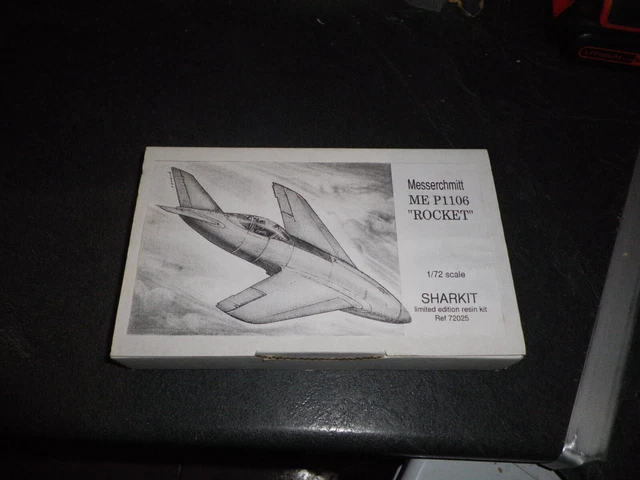 Messerchmitt
ME P1106
"ROCKET"
1/72 scale
SHARKIT
limited edition resin kit
Ref 72025